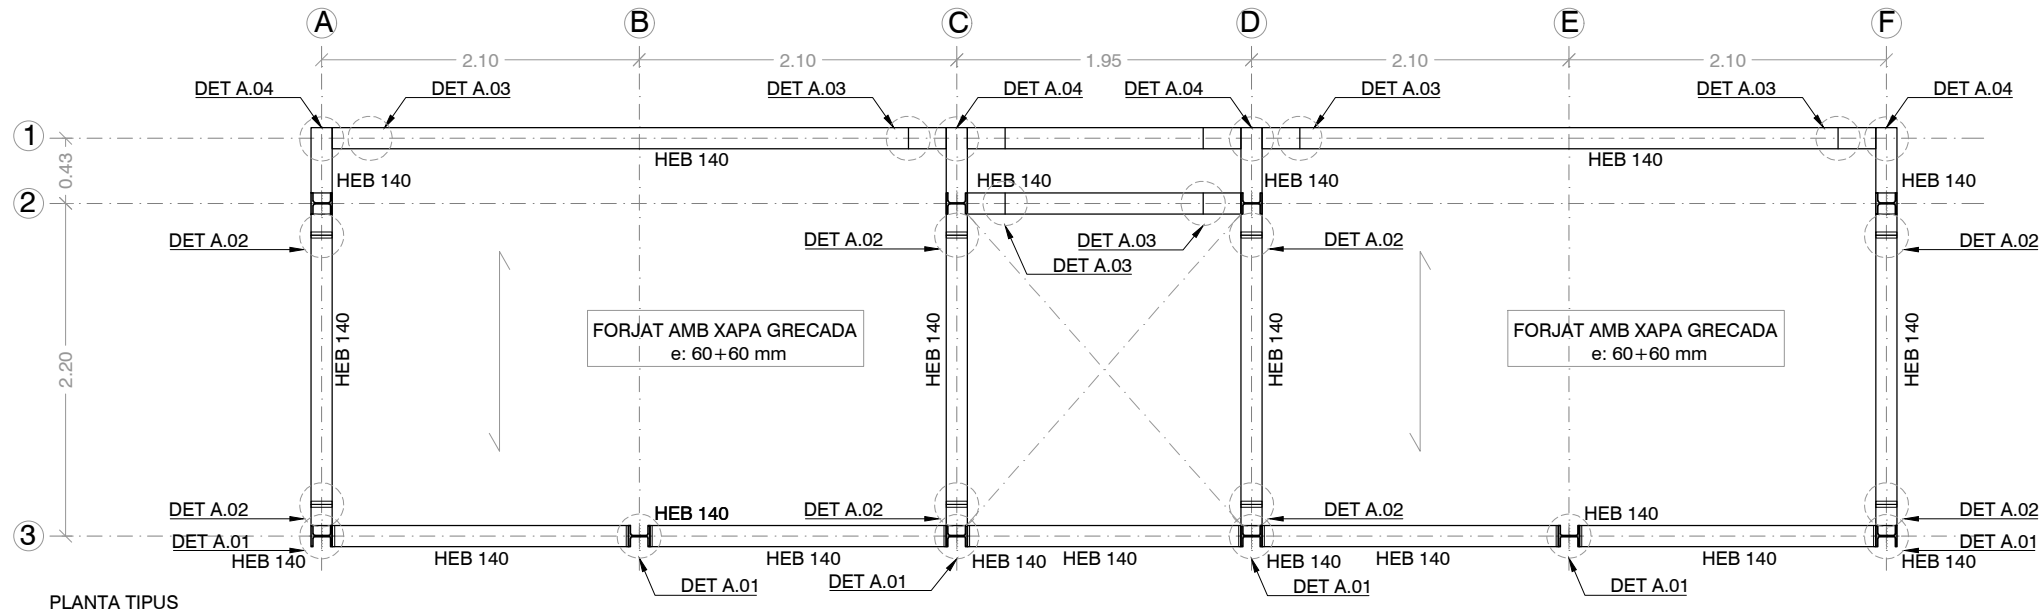 A B C D E F
2.10 2.10 1.95 2.10 2.10
DET A.04 DET A.03 DET A.03 DET A.04 DET A.04 DET A.03 DET A.03 DET A.04
1
HEB 140 HEB 140
0.43
HEB 140 HEB 140 HEB 140 HEB 140
2
DET A.02 DET A.02 DET A.03 DET A.02 DET A.02
DET A.03
FORJAT AMB XAPA GRECADA FORJAT AMB XAPA GRECADA
e: 60+60 mm e: 60+60 mm
2.20 HEB 140 HEB 140 HEB 140 HEB 140
DET A.02 HEB 140 DET A.02 DET A.02 HEB 140 DET A.02
3
DET A.01 DET A.01
HEB 140 HEB 140 HEB 140 HEB 140 HEB 140 HEB 140 HEB 140 HEB 140 HEB 140
DET A.01 DET A.01 DET A.01 DET A.01
PLANTA TIPUS